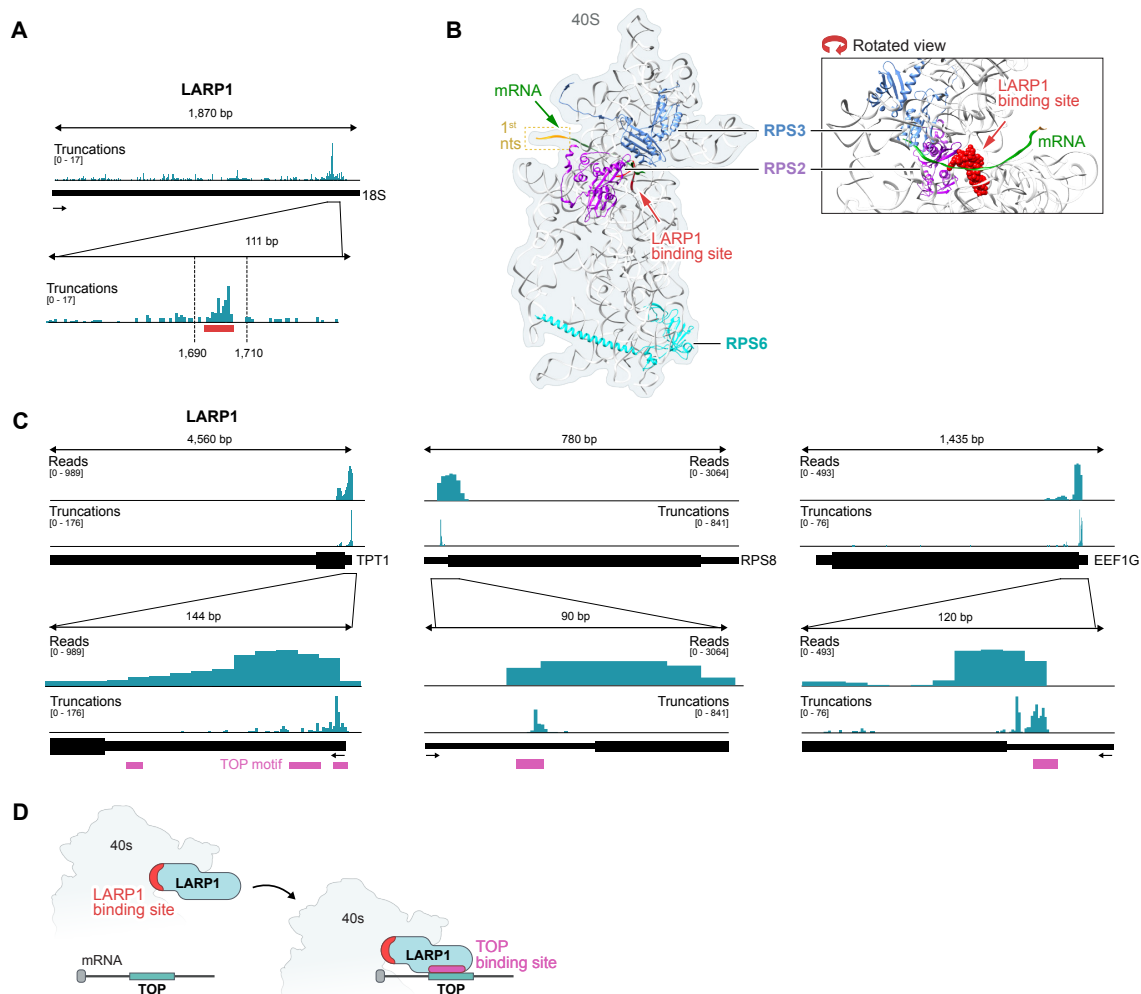 A
LARP1
1,870 bp
Truncations
[0 - 17]
18S
111 bp
Truncations
[0 - 17]
1,690
1,710
B
40S
mRNA
1st
nts
LARP1
binding site
RPS3
RPS2
RPS6
Rotated view
LARP1
binding site
mRNA
C
LARP1
4,560 bp
Reads
[0 - 989]
Truncations
[0 - 176]
TPT1
144 bp
Reads
[0 - 989]
Truncations
[0 - 176]
TOP motif
780 bp
Reads
[0 - 3064]
Truncations
[0 - 841]
RPS8
90 bp
Reads
[0 - 3064]
Truncations
[0 - 841]
1,435 bp
Reads
[0 - 493]
Truncations
[0 - 76]
EEF1G
120 bp
Reads
[0 - 493]
Truncations
[0 - 76]
D
40s
LARP1
LARP1
binding site
mRNA
TOP
40s
LARP1
TOP
binding site
TOP